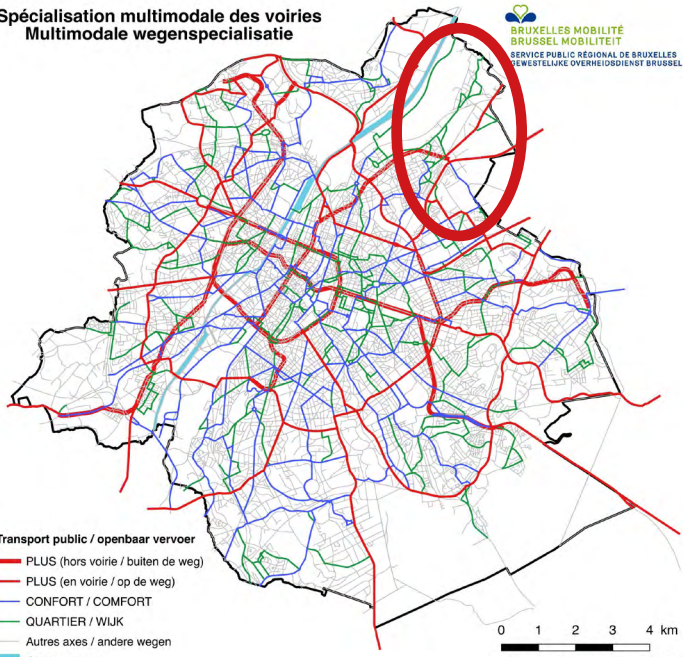 Spécialisation multimodale des voiries
Multimodale wegenspecialisatie
BRUXELLES MOBILITÉ
BRUSSEL MOBILITEIT
SERVICE PUBLIC RÉGIONAL DE BRUXELLES
GEWESTELIJKE OVERHEIDSDIENST BRUSSEL
Transport public / openbaar vervoer
PLUS (hors voirie / buiten de weg)
PLUS (en voirie / op de weg)
CONFORT / COMFORT
QUARTIER / WIJK
Autres axes / andere wegen
0 1 2 3 4 km